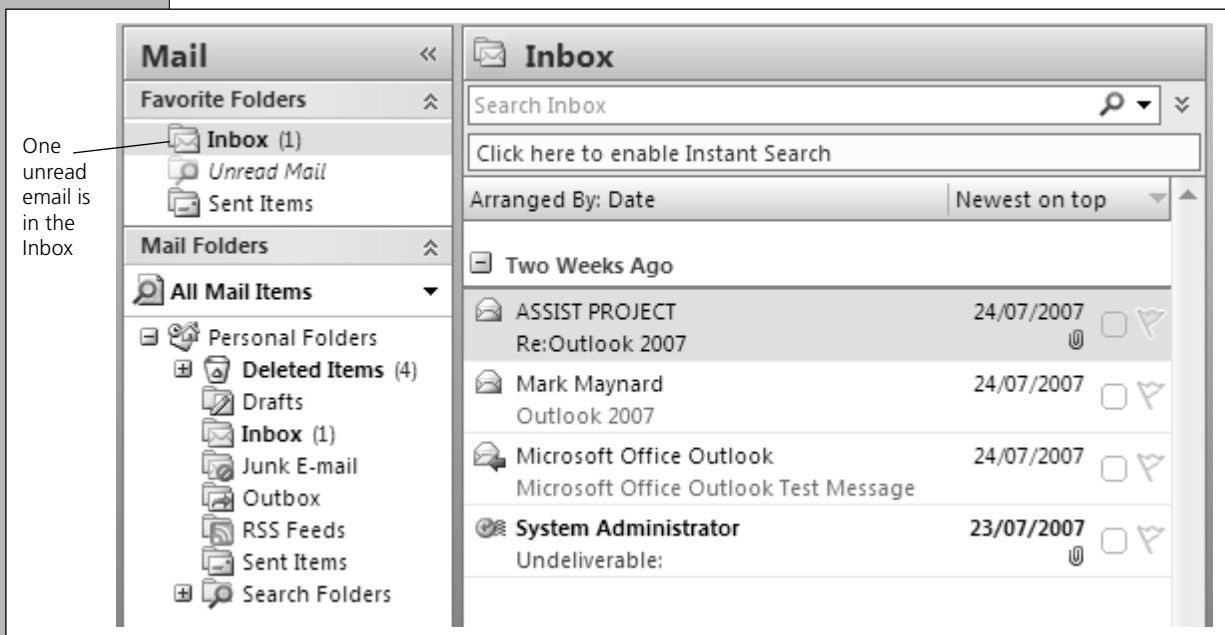 One
unread
email is
in the
Inbox
Mail
Favorite Folders
Inbox (1)
Unread Mail
Sent Items
Mail Folders
All Mail Items
Personal Folders
Deleted Items (4)
Drafts
Inbox (1)
Junk E-mail
Outbox
RSS Feeds
Sent Items
Search Folders
Inbox
Search Inbox
Click here to enable Instant Search
Arranged By: Date Newest on top
Two Weeks Ago
ASSIST PROJECT 24/07/2007
Re:Outlook 2007
Mark Maynard 24/07/2007
Outlook 2007
Microsoft Office Outlook 24/07/2007
Microsoft Office Outlook Test Message
System Administrator 23/07/2007
Undeliverable: